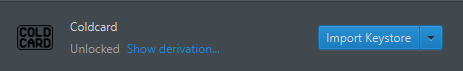 COLD
CARD
Coldcard
Unlocked Show derivation...
Import Keystore